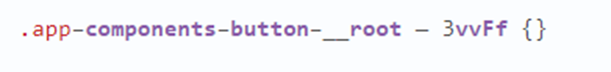 .app-components-button-__root – 3vvFf {}